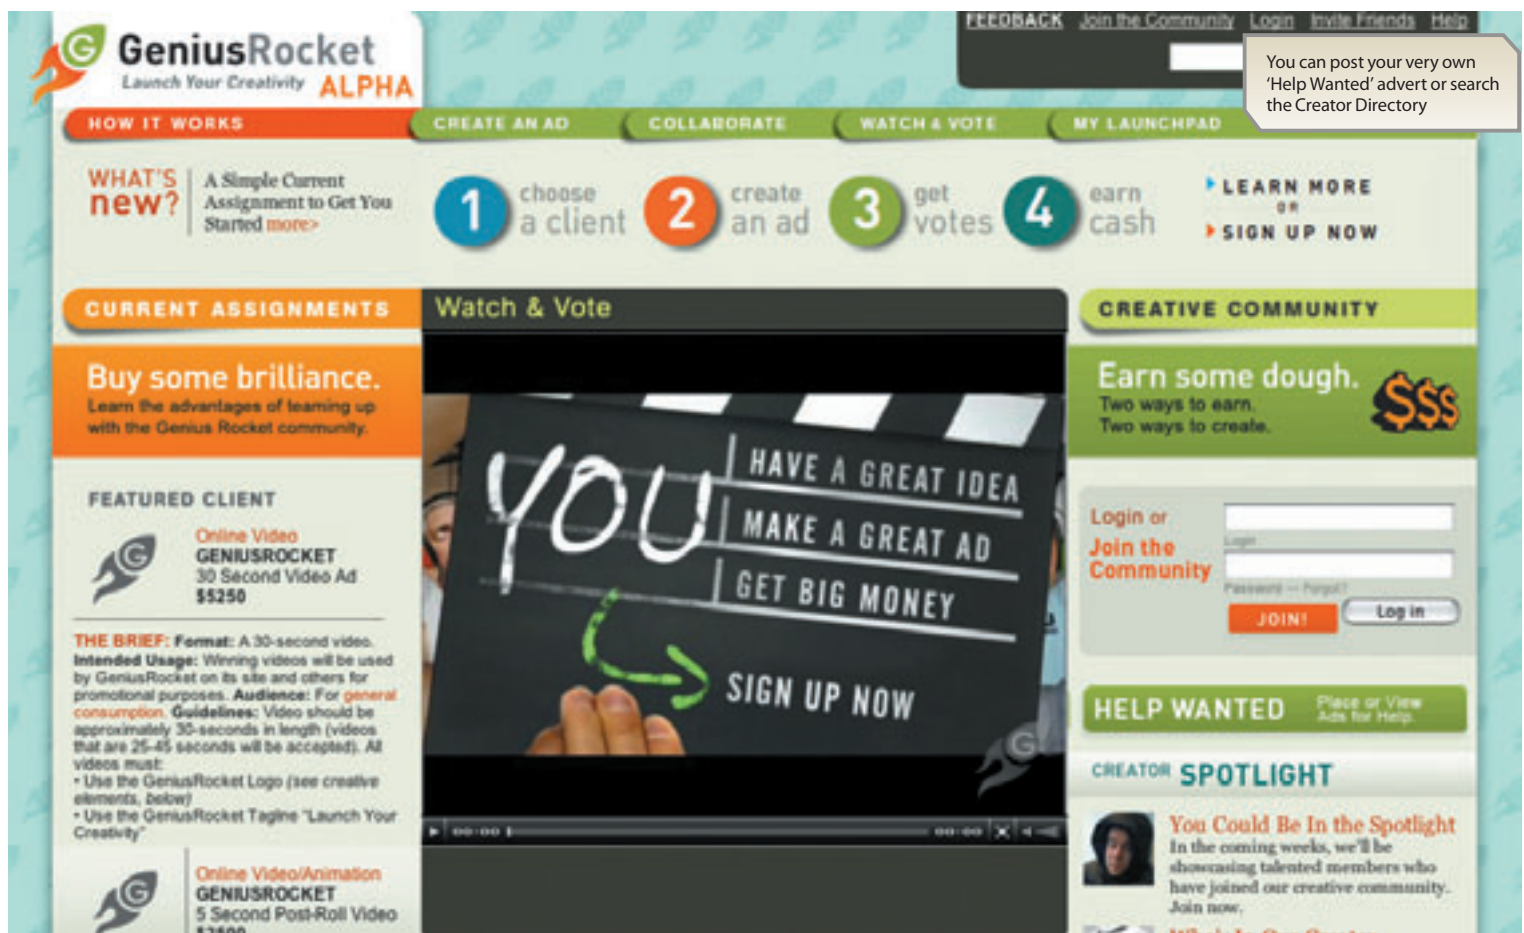 FEEDBACK Join the Community Login Invite Friends Help
GeniusRocket
Launch Your Creativity ALPHA
You can post your very own
'Help Wanted' advert or search
the Creator Directory
HOW IT WORKS
CREATE AN AD
COLLABORATE
WATCH & VOTE
MY LAUNCHPAD
WHAT'S
new?
A Simple Current
Assignment to Get You
Started more>
1 choose
a client
2 create
an ad
3 get
votes
4 earn
cash
LEARN MORE
OR
SIGN UP NOW
CURRENT ASSIGNMENTS
Buy some brilliance.
Learn the advantages of teaming up
with the Genius Rocket community.
FEATURED CLIENT
G
Online Video
GENIUSROCKET
30 Second Video Ad
$5250
THE BRIEF: Format: A 30-second video.
Intended Usage: Winning videos will be used
by GeniusRocket on its site and others for
promotional purposes. Audience: For general
consumption. Guidelines: Video should be
approximately 30-seconds in length (videos
that are 25-45 seconds will be accepted). All
videos must:
• Use the GeniusRocket Logo (see creative
elements, below)
• Use the GeniusRocket Tagline "Launch Your
Creativity"
G
Online Video/Animation
GENIUSROCKET
5 Second Post-Roll Video
Watch & Vote
YOU
HAVE A GREAT IDEA
MAKE A GREAT AD
GET BIG MONEY
SIGN UP NOW
G
00:00
00:00
CREATIVE COMMUNITY
Earn some dough. $$$
Two ways to earn.
Two ways to create.
Login or
Join the
Community
Login
Password — Forgot?
JOIN!
Log in
HELP WANTED
Place or View
Ads for Help.
CREATOR SPOTLIGHT
You Could Be In the Spotlight
In the coming weeks, we'll be
showcasing talented members who
have joined our creative community.
Join now.